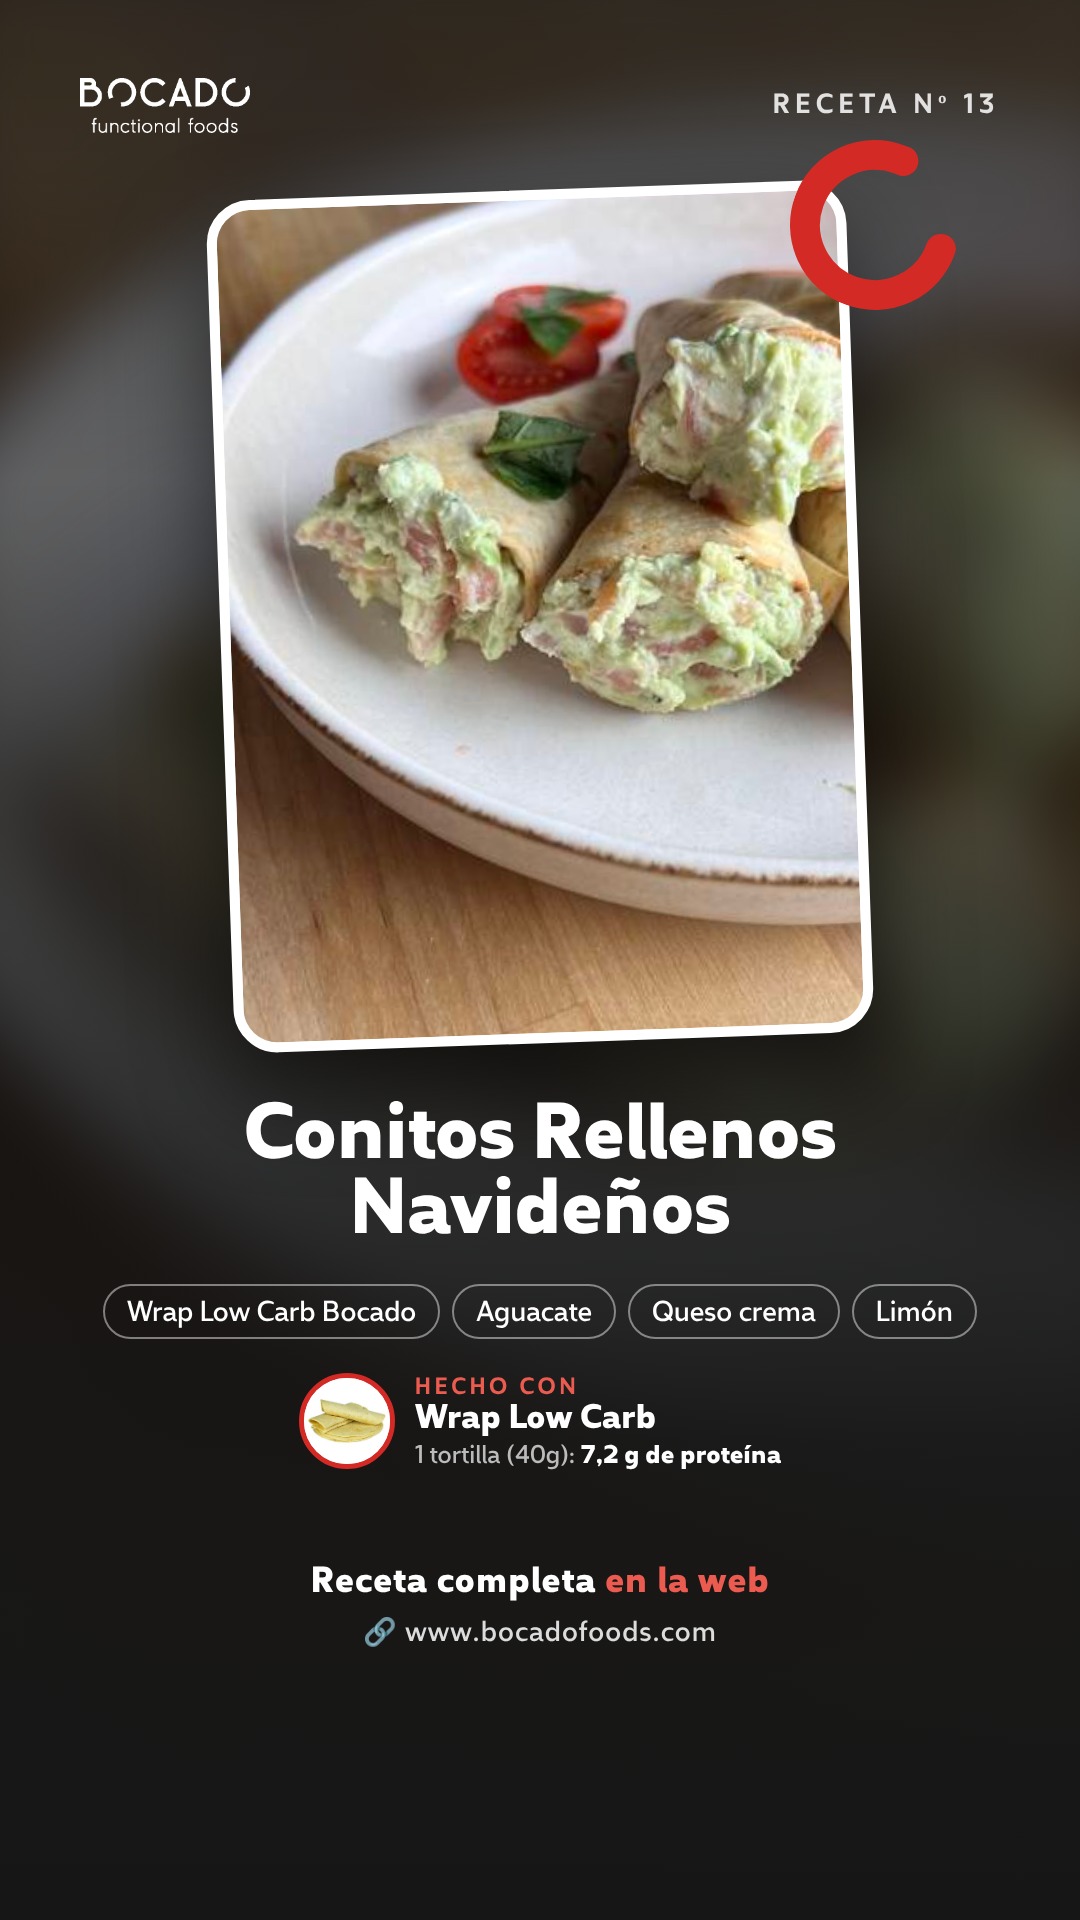 BOCADO
functional foods
RECETA Nº 13
Conitos Rellenos
Navideños
Wrap Low Carb Bocado
Aguacate
Queso crema
Limón
HECHO CON
Wrap Low Carb
1 tortilla (40g): 7,2 g de proteína
Receta completa en la web
www.bocadofoods.com